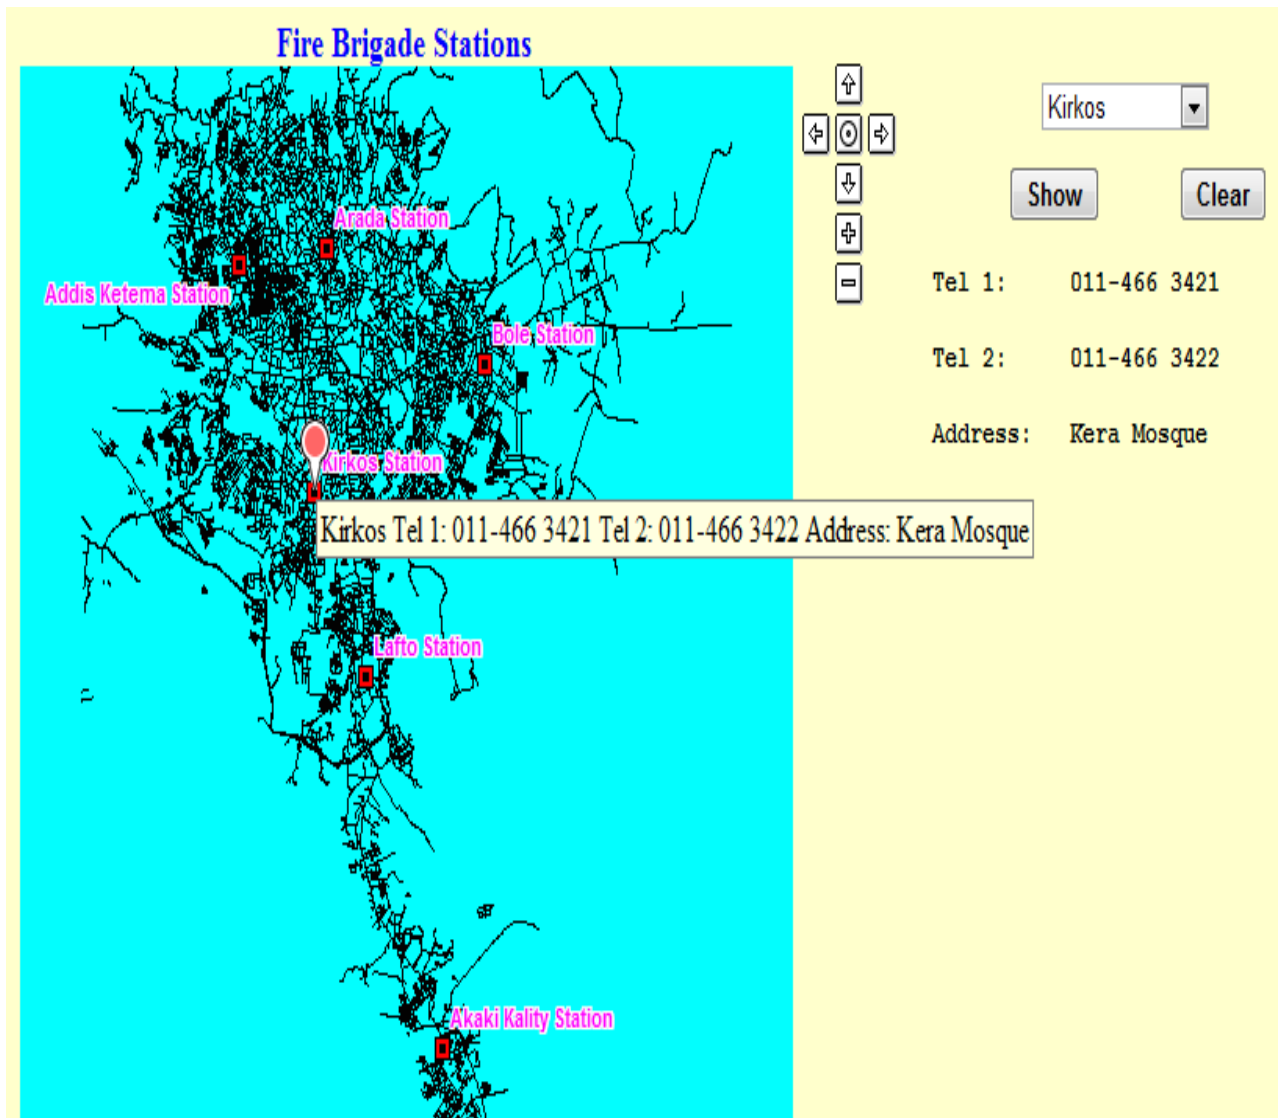 Fire Brigade Stations
Kirkos
Show Clear
Arada Station
Addis Ketema Station
Tel 1: 011-466 3421
Bole Station
Tel 2: 011-466 3422
Address: Kera Mosque
Kirkos Station
Kirkos Tel 1: 011-466 3421 Tel 2: 011-466 3422 Address: Kera Mosque
Lafto Station
Akaki Kality Station